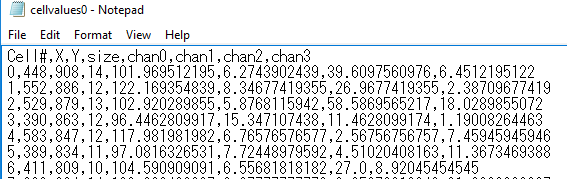 cellvalues0 - Notepad
File Edit Format View Help
Cell#,X,Y,size,chan0,chan1,chan2,chan3
0,448,908,14,101.969512195,6.2743902439,39.6097560976,6.4512195122
1,552,886,12,122.169354839,8.34677419355,26.9677419355,2.38709677419
2,529,879,13,102.920289855,5.8768115942,58.5869565217,18.0289855072
3,390,863,12,96.4462809917,15.347107438,11.4628099174,1.19008264463
4,583,847,12,117.981981982,6.76576576577,2.56756756757,7.45945945946
5,389,834,11,97.0816326531,7.72448979592,4.51020408163,11.3673469388
6,411,809,10,104.590909091,6.55681818182,27.0,8.92045454545